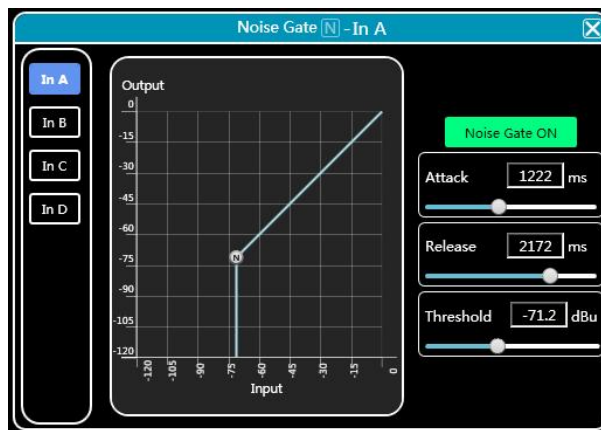 Noise Gate N -In A
In A
In B
In C
In D
Output
0
-15
-30
-45
-60
-75
-90
-105
-120
N
-120
-105
-90
-75
-60
-45
-30
-15
0
Input
Noise Gate ON
Attack 1222 ms
Release 2172 ms
Threshold -71.2 dBu